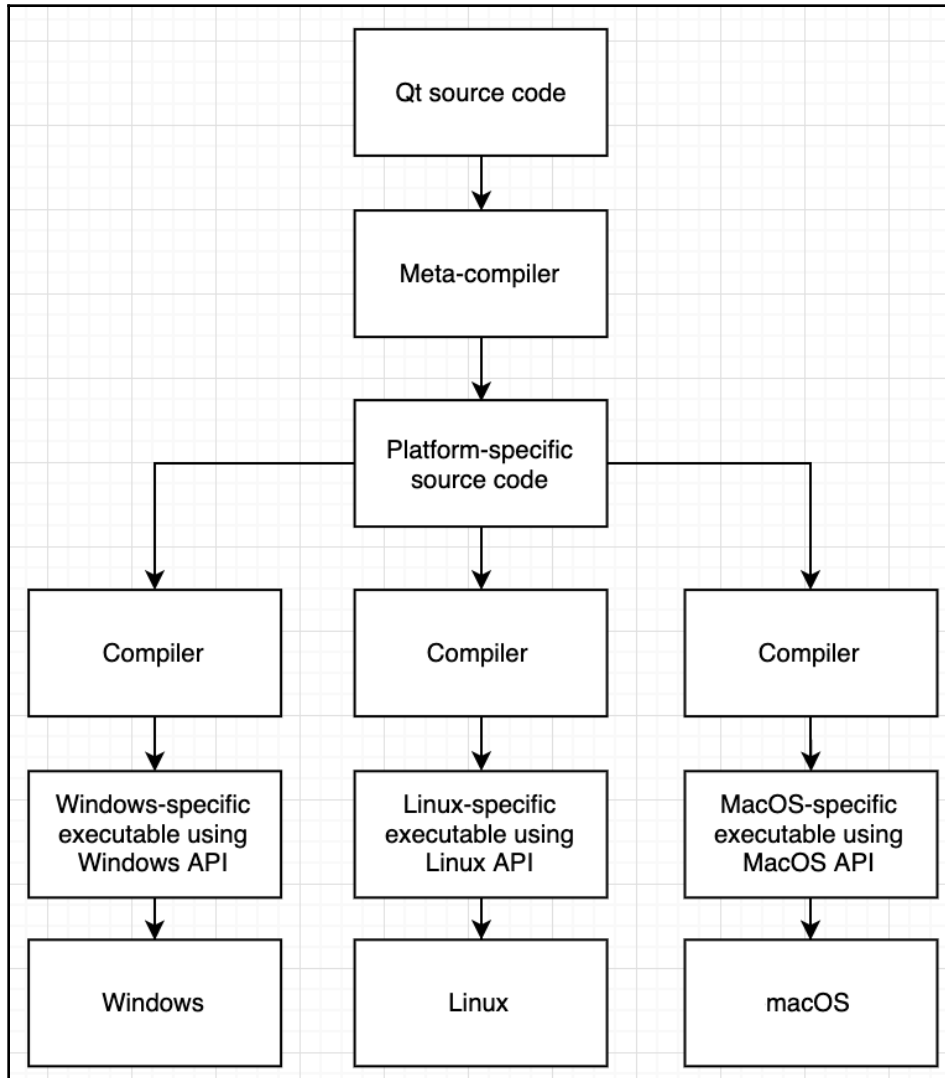 Qt source code
Meta-compiler
Platform-specific
source code
Compiler
Compiler
Compiler
Windows-specific
executable using
Windows API
Linux-specific
executable using
Linux API
MacOS-specific
executable using
MacOS API
Windows
Linux
macOS